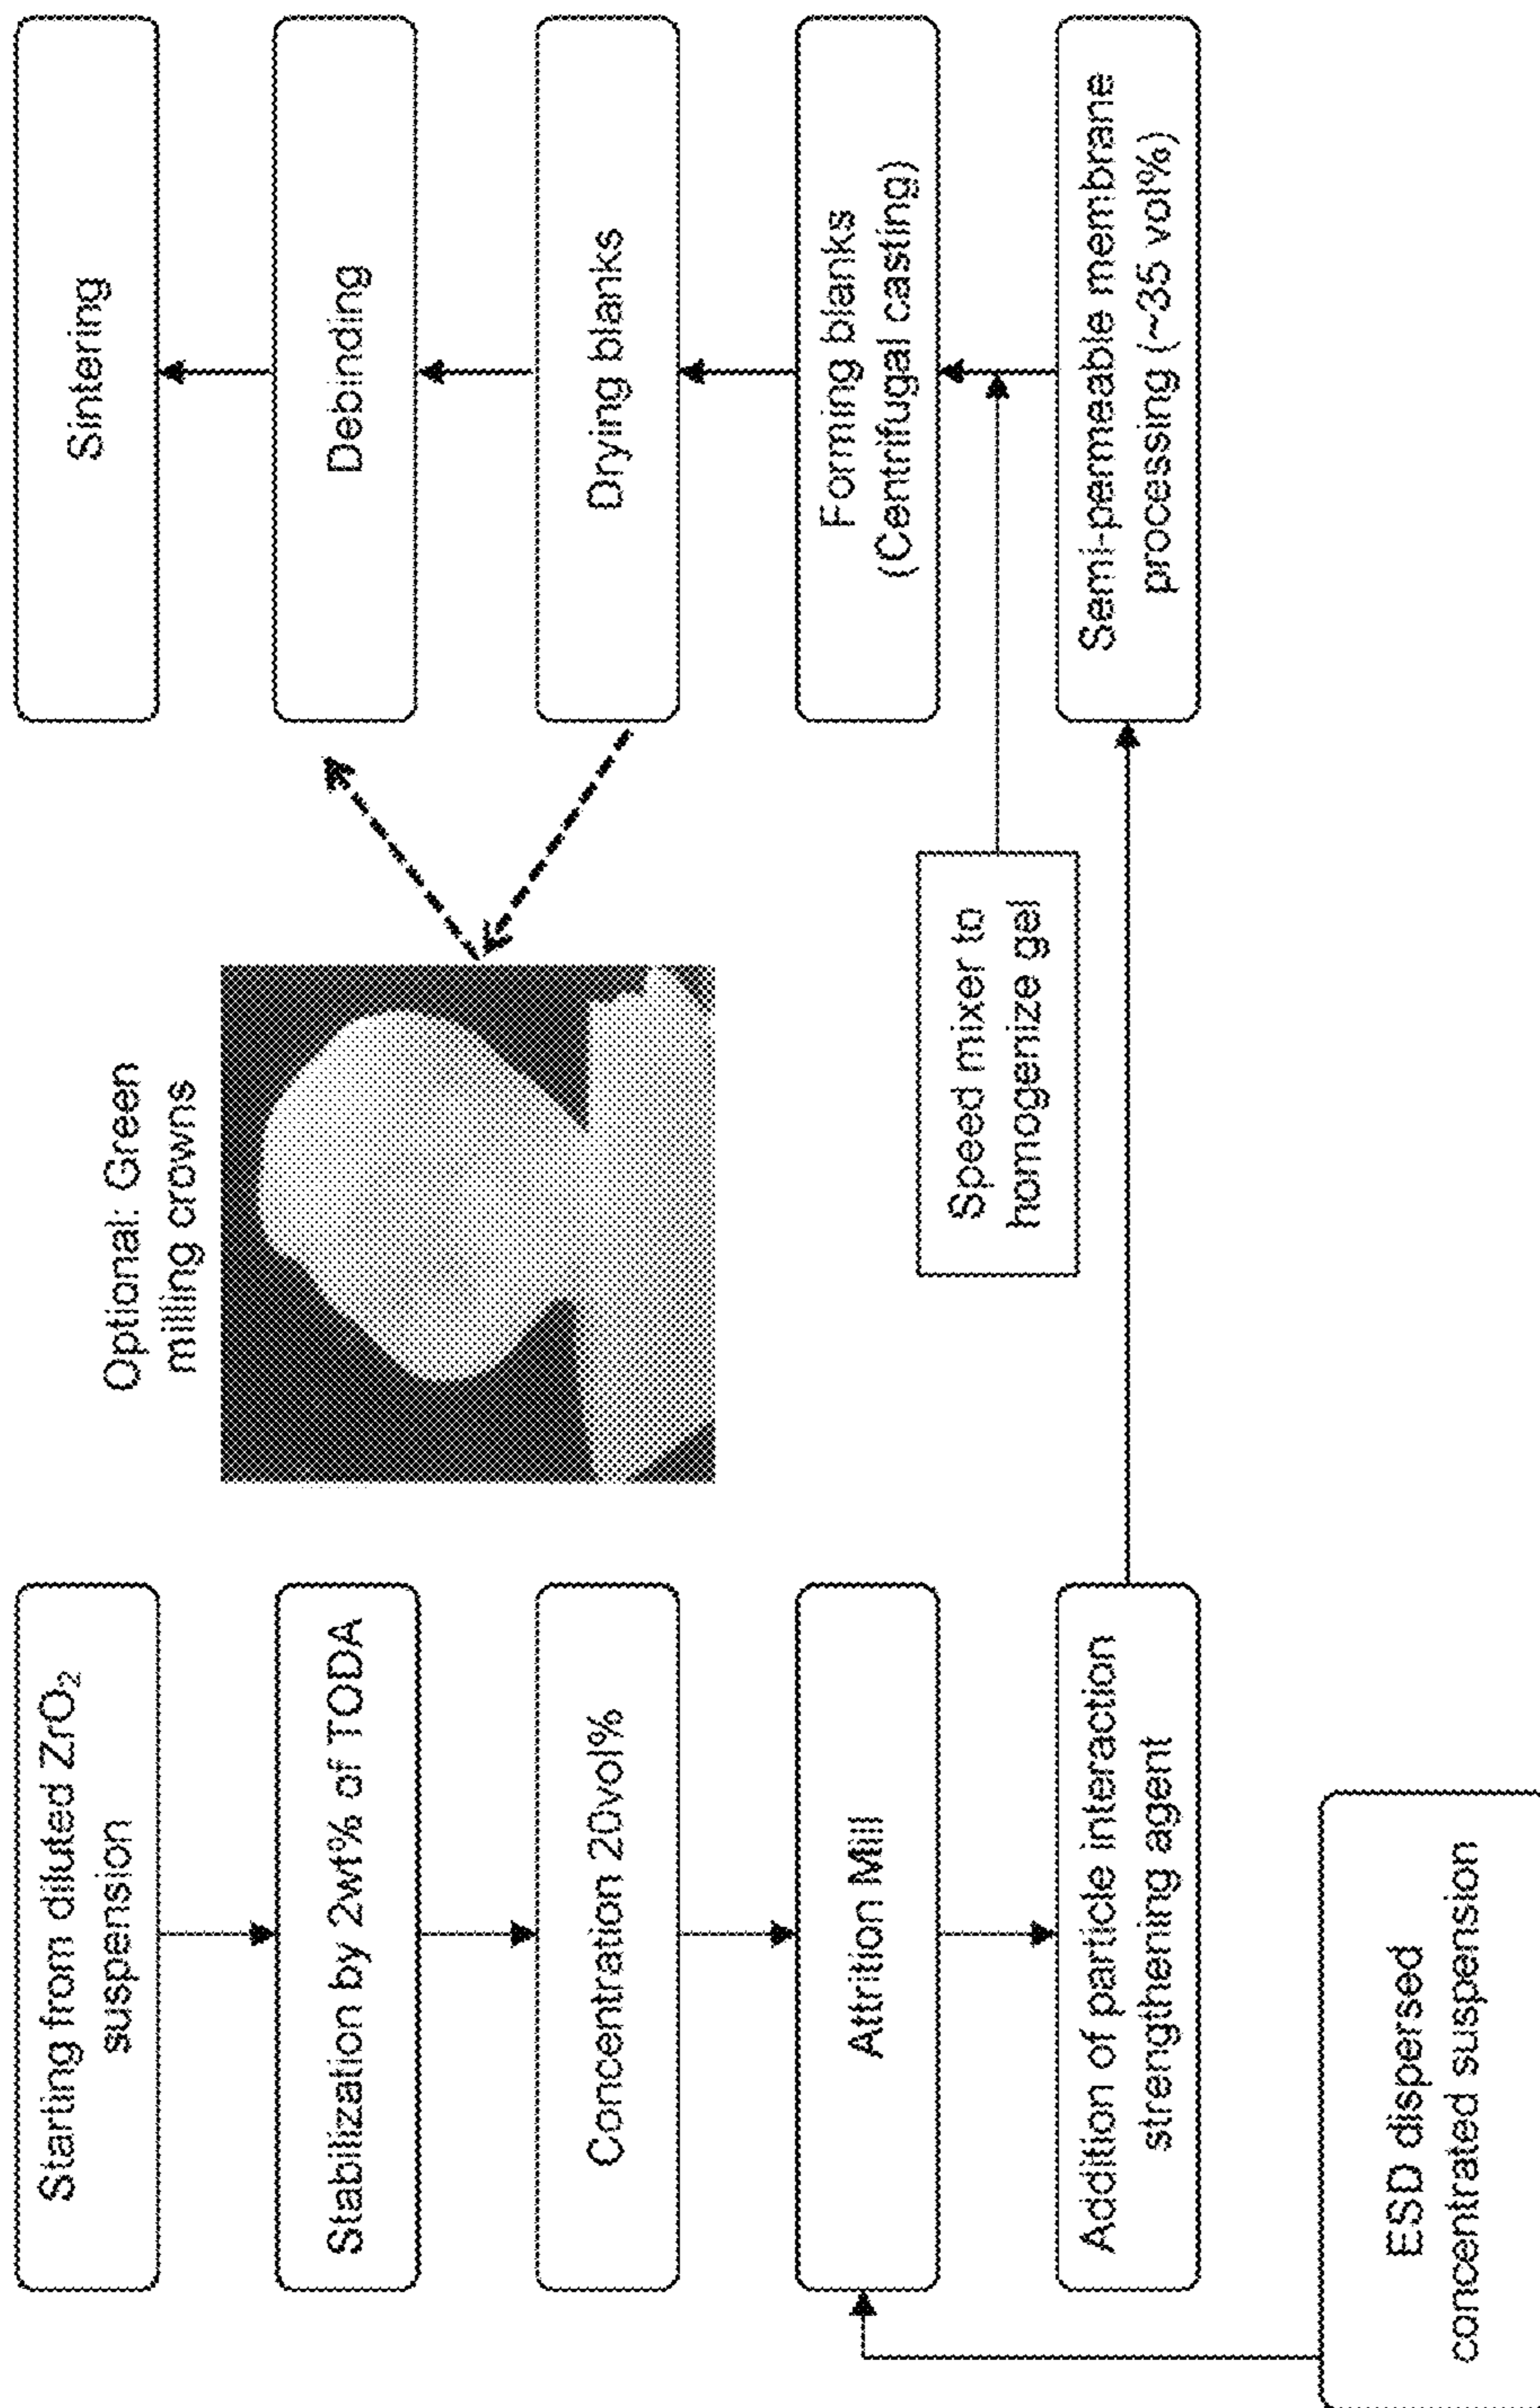 Starting from diluted ZrO₂
suspension
Stabilization by 2wt% of TODA
Concentration 20vol%
Attrition Mill
Addition of particle interaction
strengthening agent
ESD dispersed
concentrated suspension
Optional: Green
milling crowns
Speed mixer to
homogenize gel
Sintering
Debinding
Drying blanks
Forming blanks
(Centrifugal casting)
Semi-permeable membrane
processing (~35 vol%)